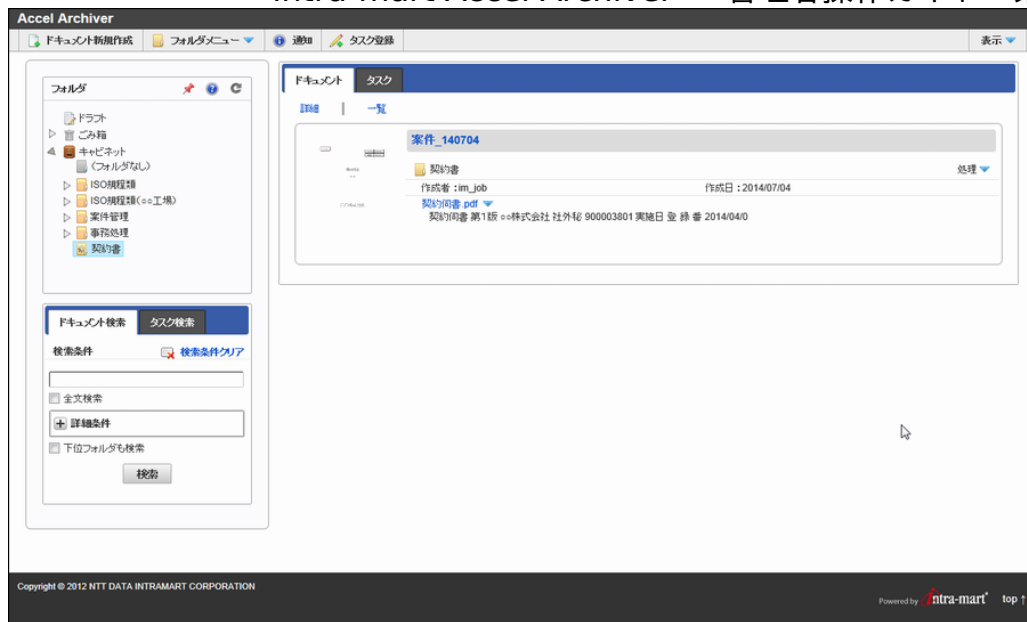 Accel Archiver
ドキュメント新規作成 フォルダメニュー 通知 タスク登録 表示
フォルダ
ドラフト
ごみ箱
キャビネット
(フォルダなし)
ISO規程類
ISO規程類(○○工場)
案件管理
事務処理
契約書
ドキュメント検索 タスク検索
検索条件 検索条件クリア
全文検索
詳細条件
下位フォルダも検索
検索
ドキュメント タスク
詳細 | 一覧
案件_140704
契約書 処理
作成者 : im_job 作成日 : 2014/07/04
契約伺書.pdf
契約伺書 第1版 ○○株式会社 社外秘 900003801 実施日 登 録 番 2014/04/0
Copyright © 2012 NTT DATA INTRAMART CORPORATION
Powered by intra-mart top ↑